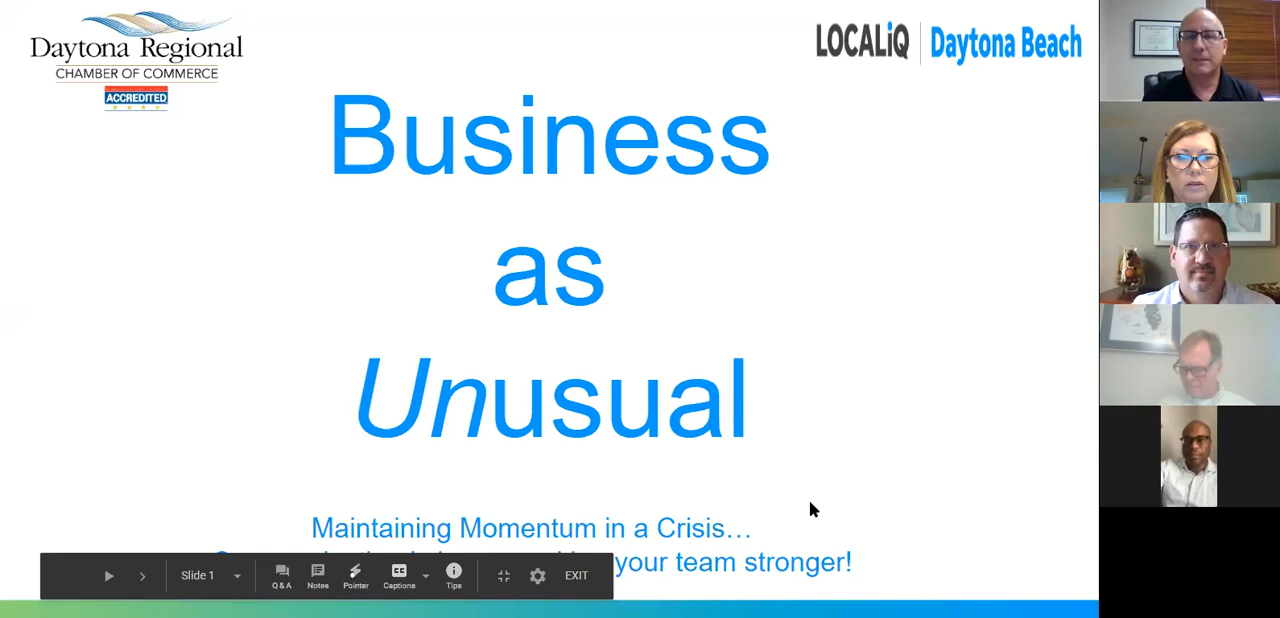 Daytona Regional
CHAMBER OF COMMERCE
ACCREDITED
LOCALiQ Daytona Beach
Business
as
Unusual
Maintaining Momentum in a Crisis…
your team stronger!
Slide 1
Q & A
Notes
Pointer
CC
Captions
Tips
EXIT